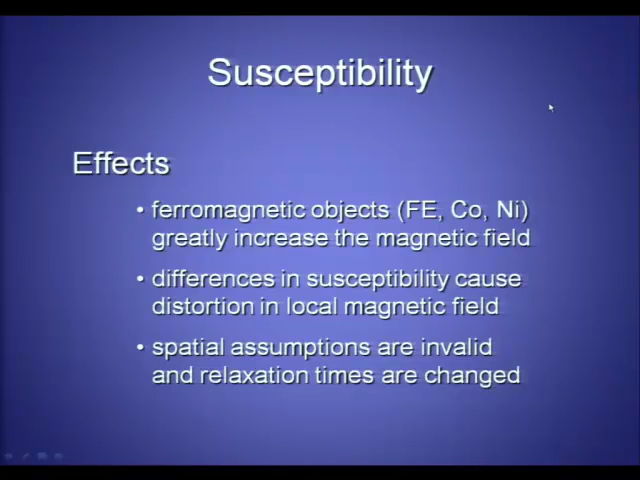 Susceptibility
Effects
• ferromagnetic objects (FE, Co, Ni)
greatly increase the magnetic field
• differences in susceptibility cause
distortion in local magnetic field
• spatial assumptions are invalid
and relaxation times are changed